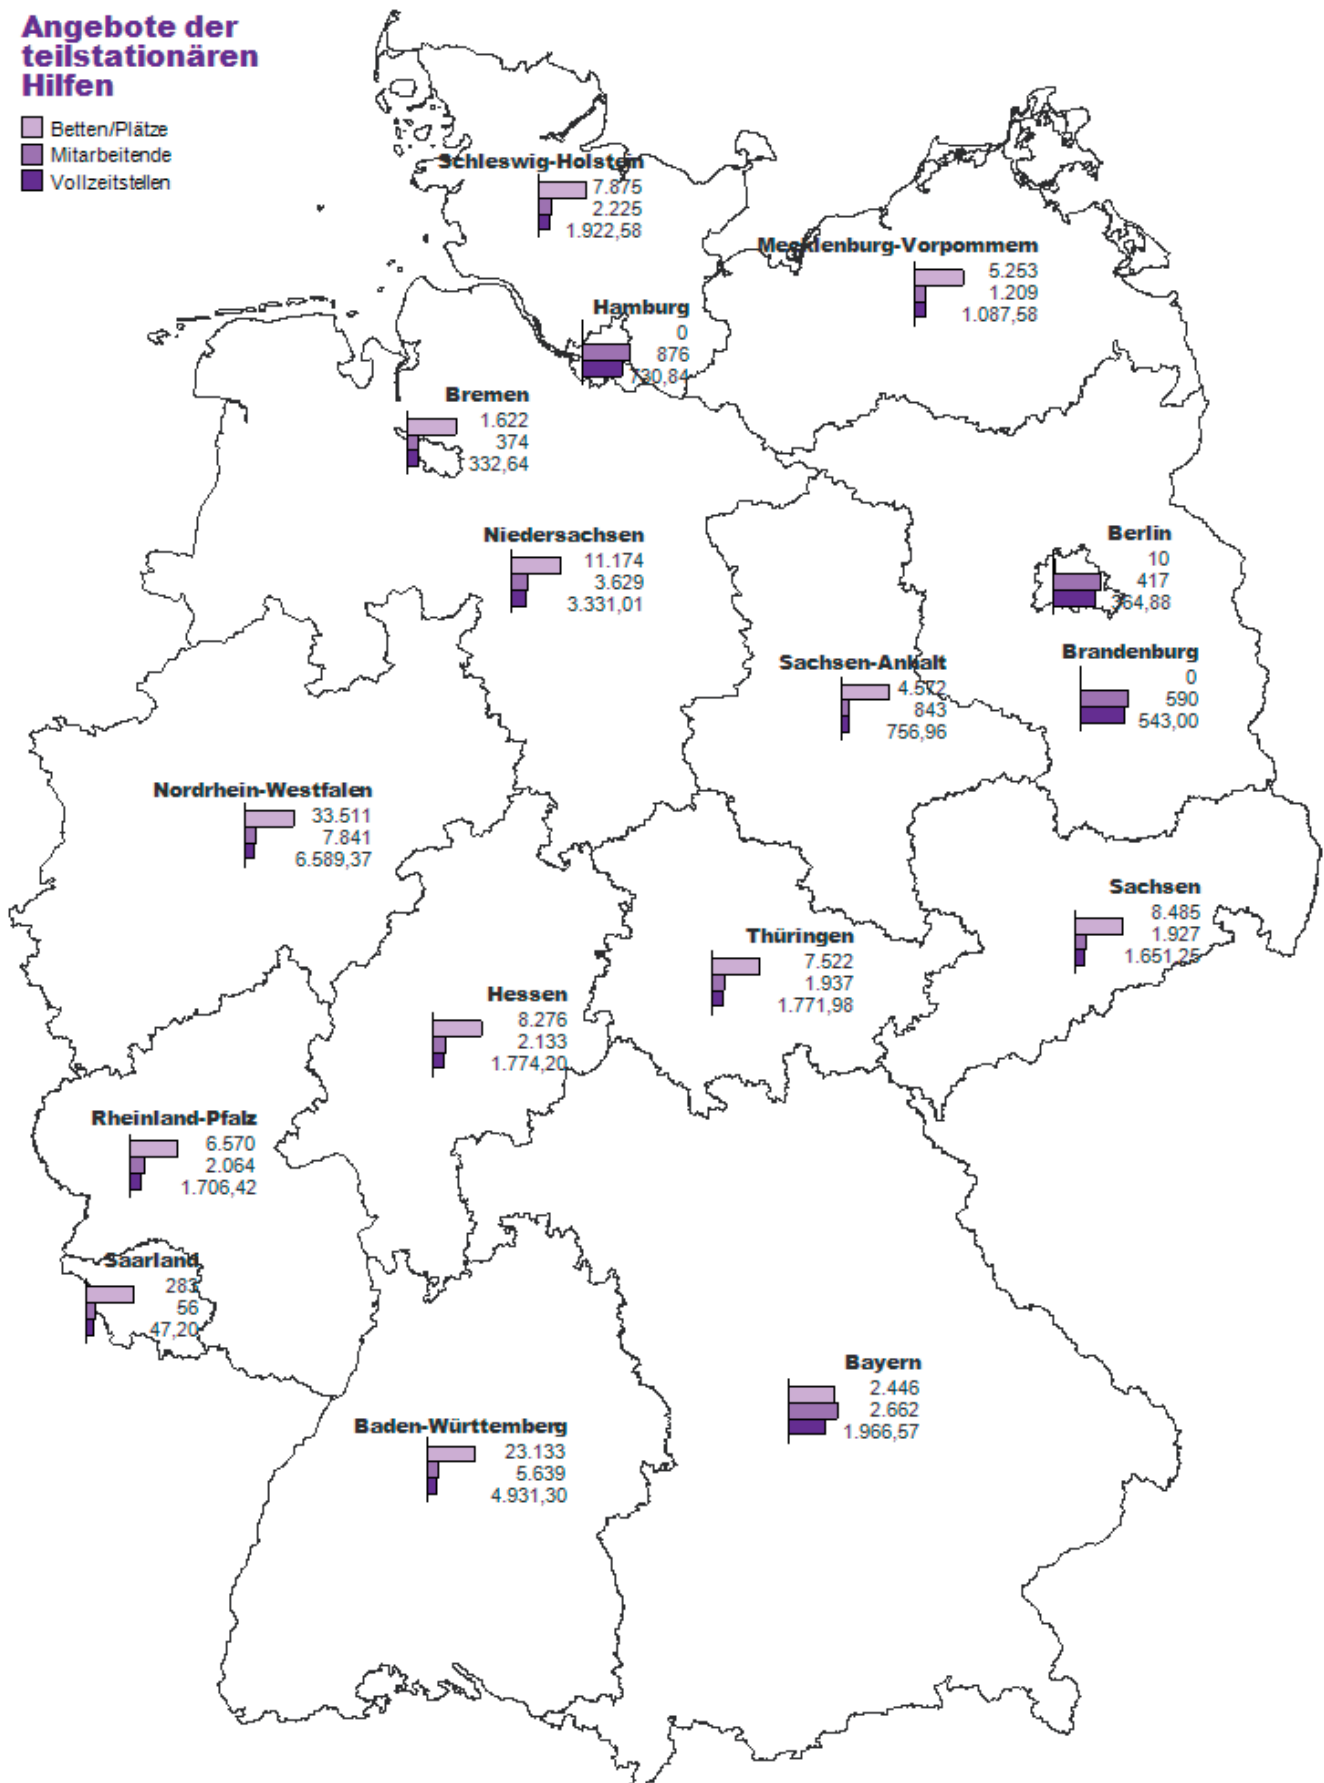 Angebote der
teilstationären
Hilfen
Betten/Plätze
Mitarbeitende
Vollzeitstellen
Schleswig-Holstein
7.875
2.225
1.922,58
Mecklenburg-Vorpommern
5.253
1.209
1.087,58
Hamburg
0
876
730,84
Bremen
1.622
374
332,64
Niedersachsen
11.174
3.629
3.331,01
Berlin
10
417
364,88
Brandenburg
0
590
543,00
Sachsen-Anhalt
4.572
843
756,96
Nordrhein-Westfalen
33.511
7.841
6.589,37
Sachsen
8.485
1.927
1.651,25
Thüringen
7.522
1.937
1.771,98
Hessen
8.276
2.133
1.774,20
Rheinland-Pfalz
6.570
2.064
1.706,42
Saarland
283
56
47,20
Bayern
2.446
2.662
1.966,57
Baden-Württemberg
23.133
5.639
4.931,30